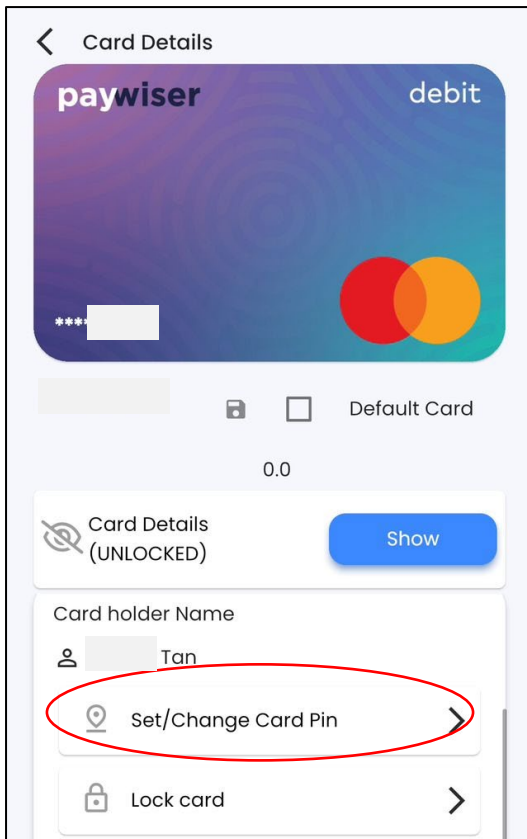 Card Details
paywiser debit
****
Default Card
0.0
Card Details
(UNLOCKED)
Show
Card holder Name
Tan
Set/Change Card Pin
Lock card